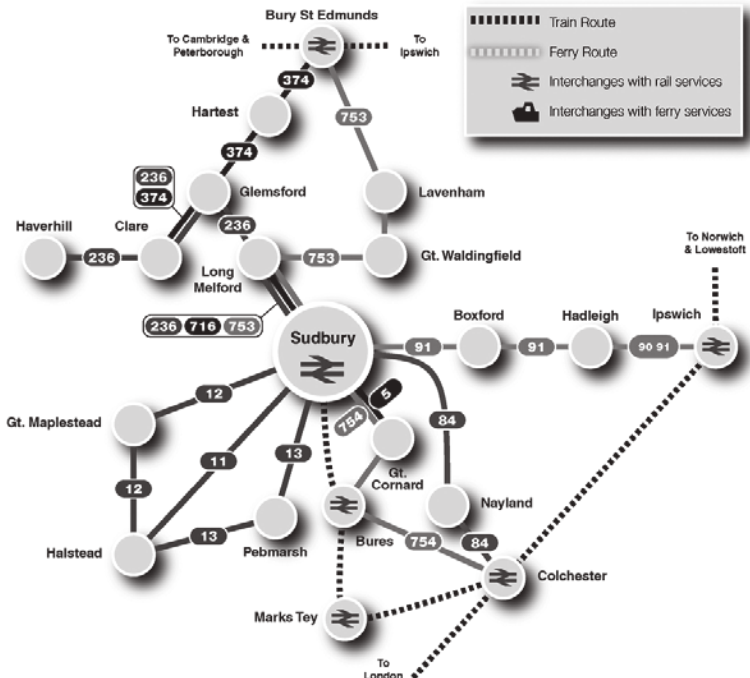 Bury St Edmunds
To Cambridge &
Peterborough
To
Ipswich
Train Route
Ferry Route
Interchanges with rail services
Interchanges with ferry services
374
Hartest
753
374
236
374
Glemsford
Lavenham
236
Haverhill
Clare
236
Long
Melford
753
Gt. Waldingfield
To Norwich
& Lowestoft
236
716
753
Sudbury
Boxford
Hadleigh
Ipswich
91
91
90 91
12
5
754
84
Gt. Maplestead
11
13
Gt.
Cornard
12
Nayland
13
Halstead
Pebmarsh
Bures
754
84
Colchester
Marks Tey
To
London